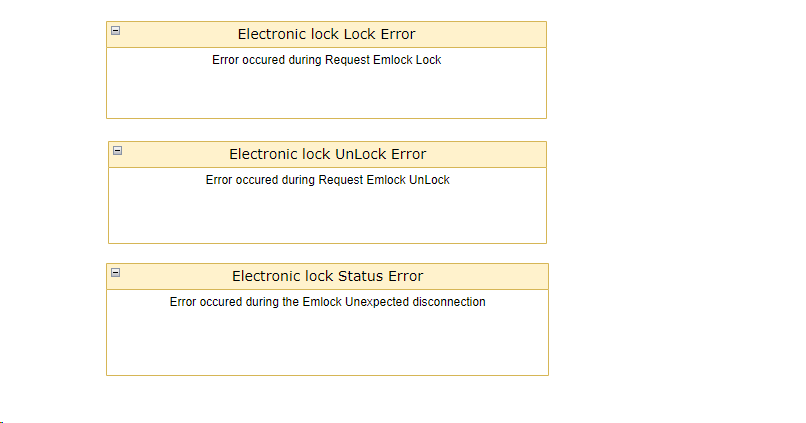 Electronic lock Lock Error
Error occured during Request Emlock Lock
Electronic lock UnLock Error
Error occured during Request Emlock UnLock
Electronic lock Status Error
Error occured during the Emlock Unexpected disconnection